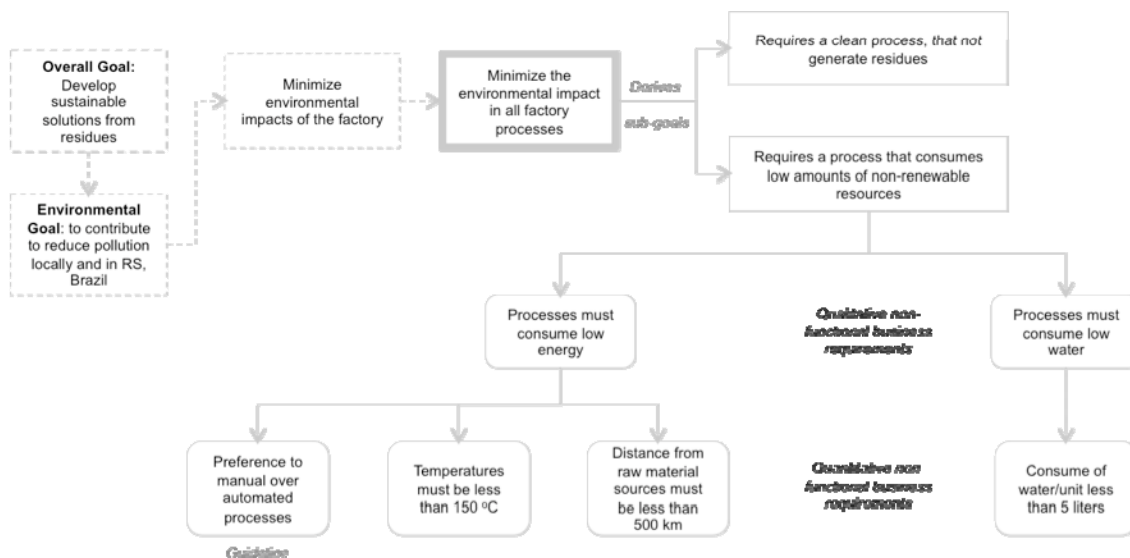 Overall Goal:
Develop
sustainable
solutions from
residues
Environmental
Goal: to contribute
to reduce pollution
locally and in RS,
Brazil
Minimize
environmental
impacts of the factory
Minimize the
environmental impact
in all factory
processes
Derives
sub-goals
Requires a clean process, that not
generate residues
Requires a process that consumes
low amounts of non-renewable
resources
Processes must
consume low
energy
Qualitative non-
functional business
requirements
Processes must
consume low
water
Preference to
manual over
automated
processes
Guideline
Temperatures
must be less
than 150 ºC
Distance from
raw material
sources must
be less than
500 km
Quantitative non
functional business
requirements
Consume of
water/unit less
than 5 liters